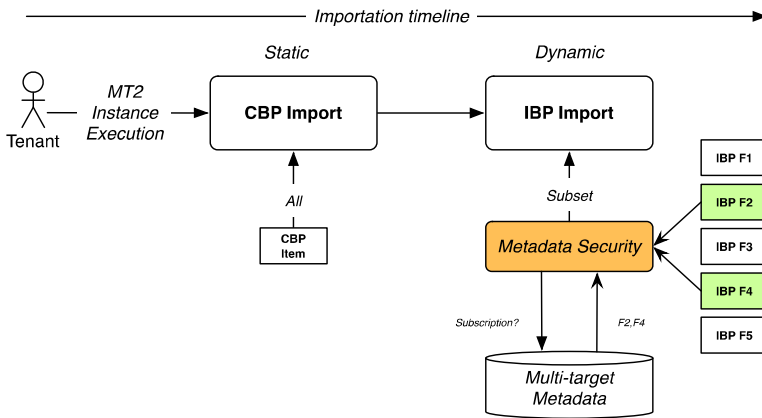 Importation timeline
Static
Dynamic
Tenant
MT2
Instance
Execution
CBP Import
IBP Import
All
CBP
Item
Subset
Metadata Security
IBP F1
IBP F2
IBP F3
IBP F4
IBP F5
Subscription?
F2,F4
Multi-target
Metadata